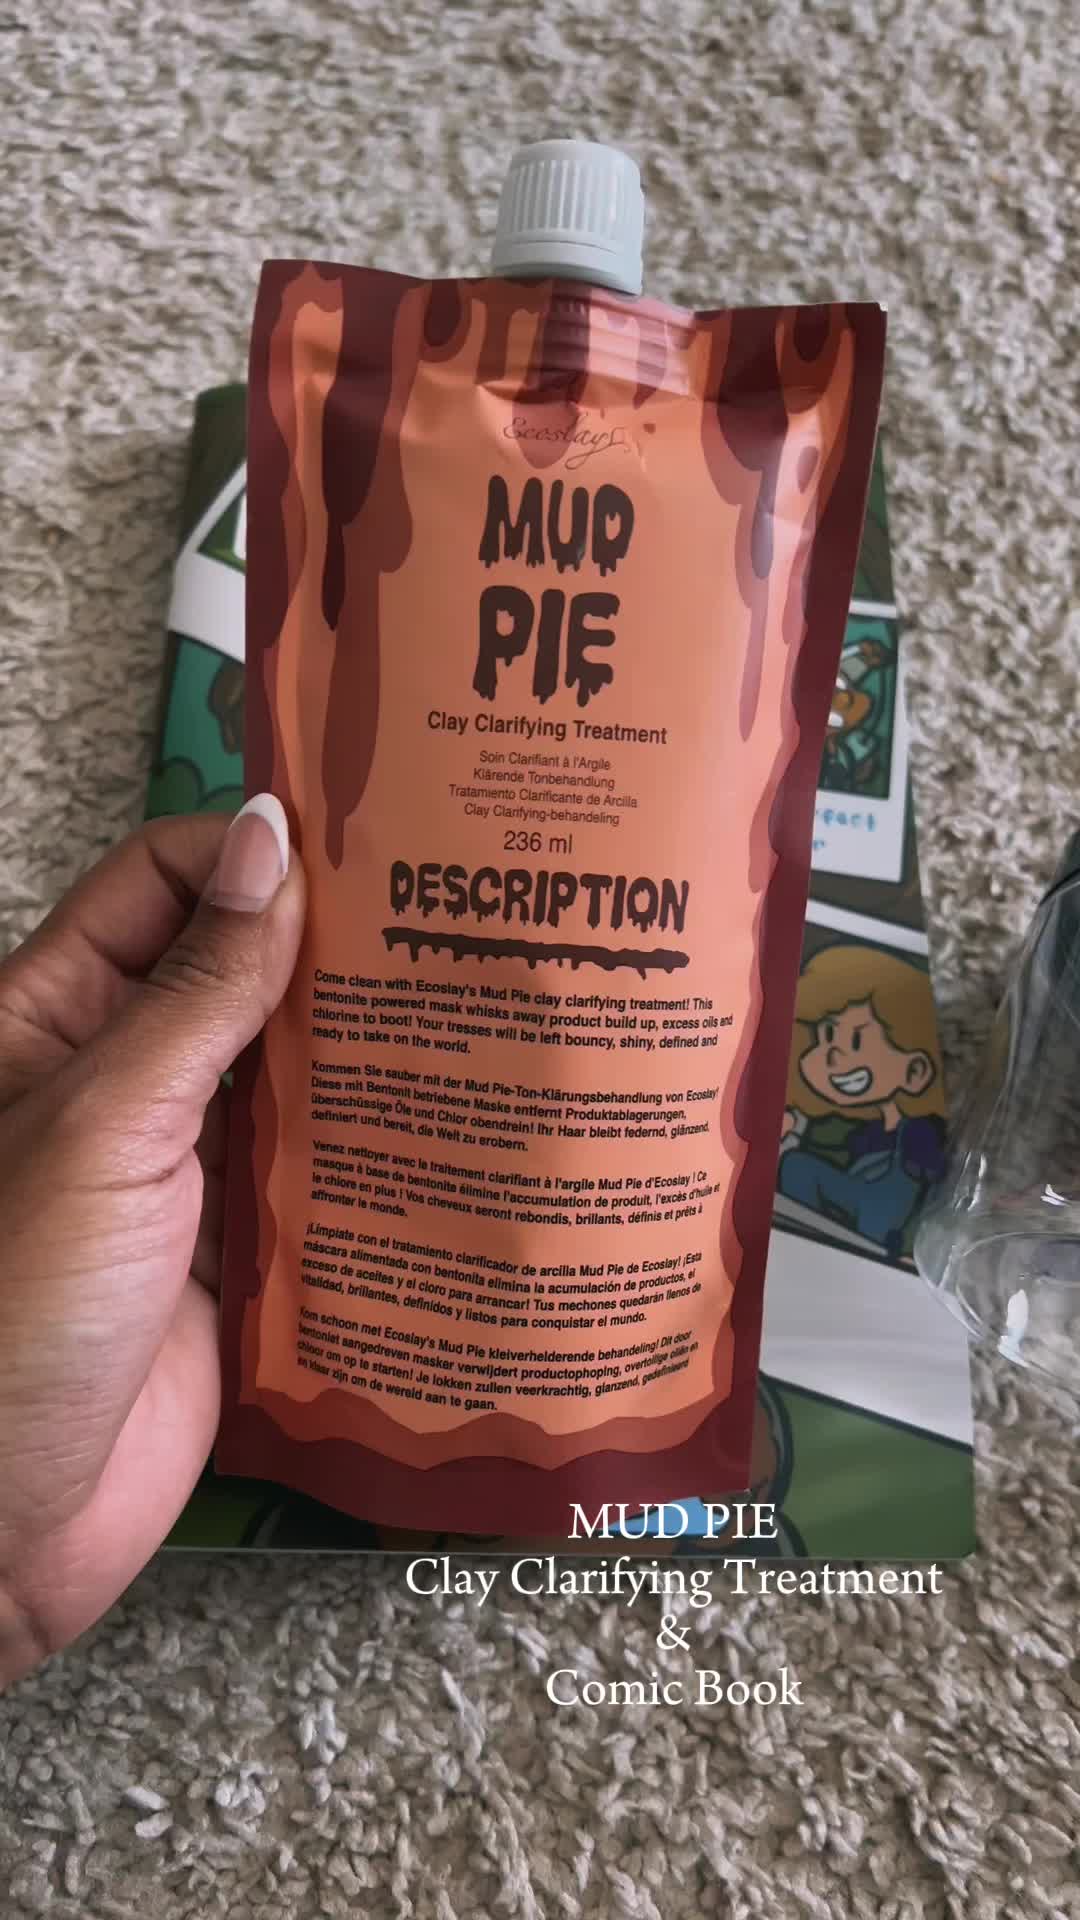 Ecoslay
MUD
PIE
Clay Clarifying Treatment
Soin Clarifiant à l'Argile
Klärende Tonbehandlung
Tratamiento Clarificante de Arcilla
Clay Clarifying-behandeling
236 ml
DESCRIPTION
Come clean with Ecoslay's Mud Pie clay clarifying treatment! This
bentonite powered mask whisks away product build up, excess oils and
chlorine to boot! Your tresses will be left bouncy, shiny, defined and
ready to take on the world.
Kommen Sie sauber mit der Mud Pie-Ton-Klärungsbehandlung von Ecoslay!
Diese mit Bentonit betriebene Maske entfernt Produktablagerungen,
überschüssige Öle und Chlor obendrein! Ihr Haar bleibt federnd, glänzend,
definiert und bereit, die Welt zu erobern.
Venez nettoyer avec le traitement clarifiant à l'argile Mud Pie d'Ecoslay ! Ce
masque à base de bentonite élimine l'accumulation de produit, l'excès d'huile et
le chlore en plus ! Vos cheveux seront rebondis, brillants, définis et prêts à
affronter le monde.
¡Límpiate con el tratamiento clarificador de arcilla Mud Pie de Ecoslay! ¡Esta
máscara alimentada con bentonita elimina la acumulación de productos, el
exceso de aceites y el cloro para arrancar! Tus mechones quedarán llenos de
vitalidad, brillantes, definidos y listos para conquistar el mundo.
Kom schoon met Ecoslay's Mud Pie kleiverhelderende behandeling! Dit door
bentoniet aangedreven masker verwijdert productophoping, overtollige oliën en
chloor om op te starten! Je lokken zullen veerkrachtig, glanzend, gedefinieerd
en klaar zijn om de wereld aan te gaan.
MUD PIE
Clay Clarifying Treatment
&
Comic Book